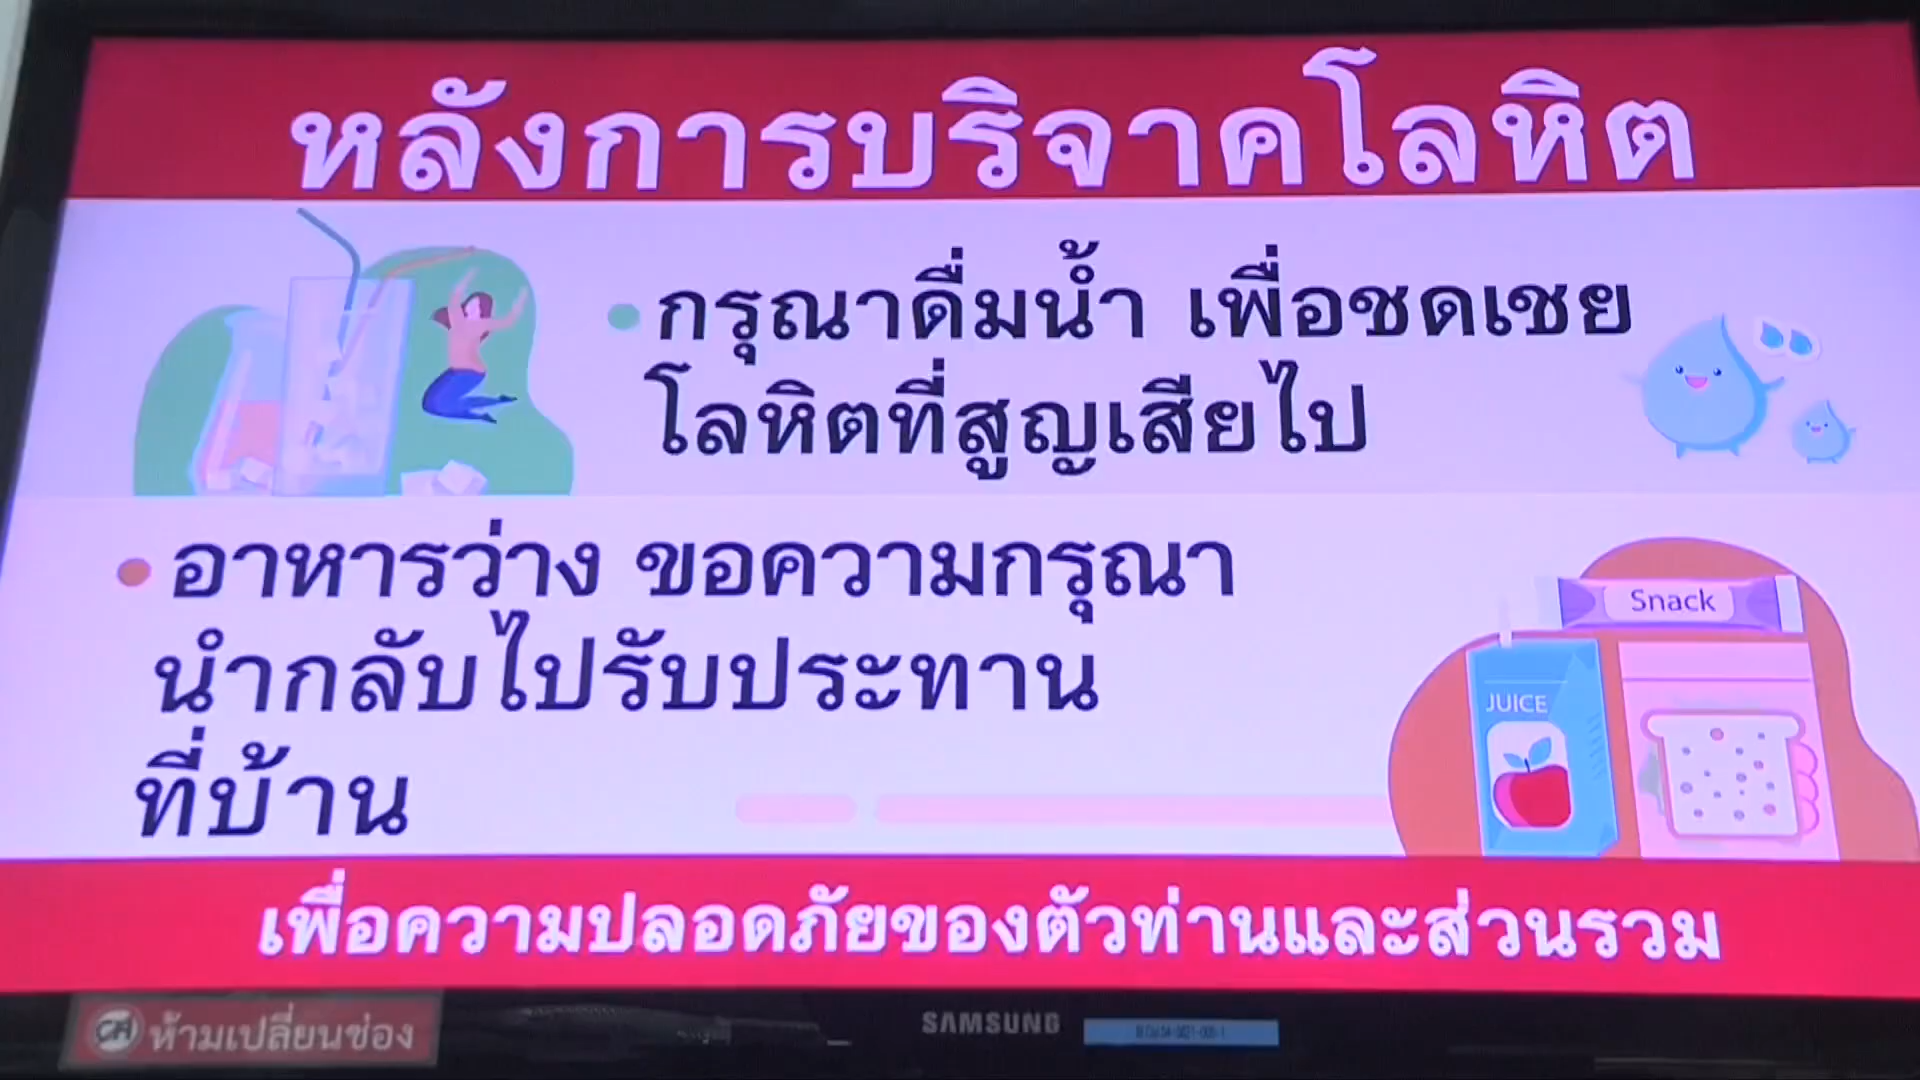 หลังการบริจาคโลหิต
• กรุณาดื่มน้ำ เพื่อชดเชย
โลหิตที่สูญเสียไป
• อาหารว่าง ขอความกรุณา
นำกลับไปรับประทาน
ที่บ้าน
Snack
JUICE
เพื่อความปลอดภัยของตัวท่านและส่วนรวม
ห้ามเปลี่ยนช่อง
SAMSUNG